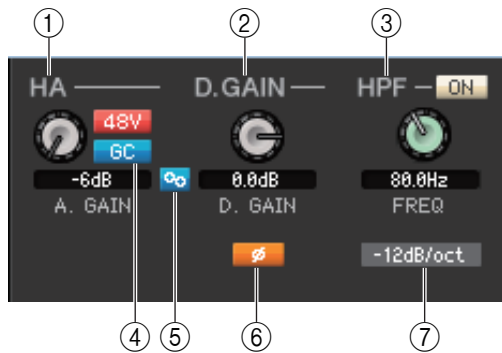 ① ② ③
HA D.GAIN HPF ON
48V
GC
-6dB 0.0dB 80.0Hz
A. GAIN D. GAIN FREQ
ø -12dB/oct
④ ⑤ ⑥ ⑦